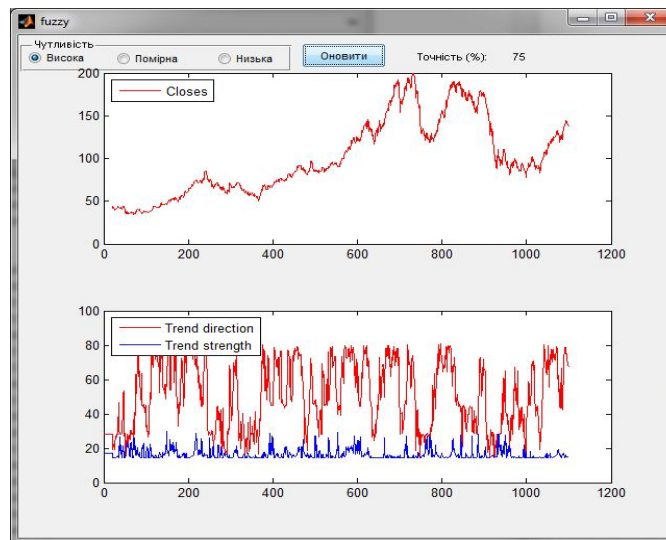 fuzzy
Чутливість
Висока Помірна Низька Оновити Точність (%): 75
200
150
100
50
0
Closes
0 200 400 600 800 1000 1200
100
80
60
40
20
0
Trend direction
Trend strength
0 200 400 600 800 1000 1200